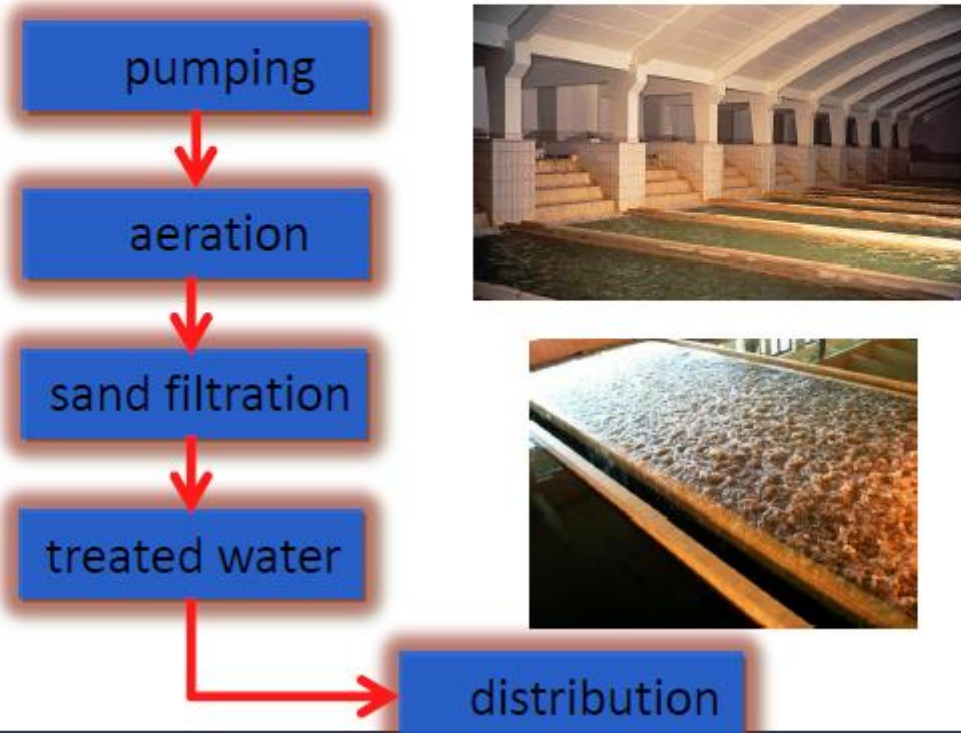 pumping
aeration
sand filtration
treated water
distribution